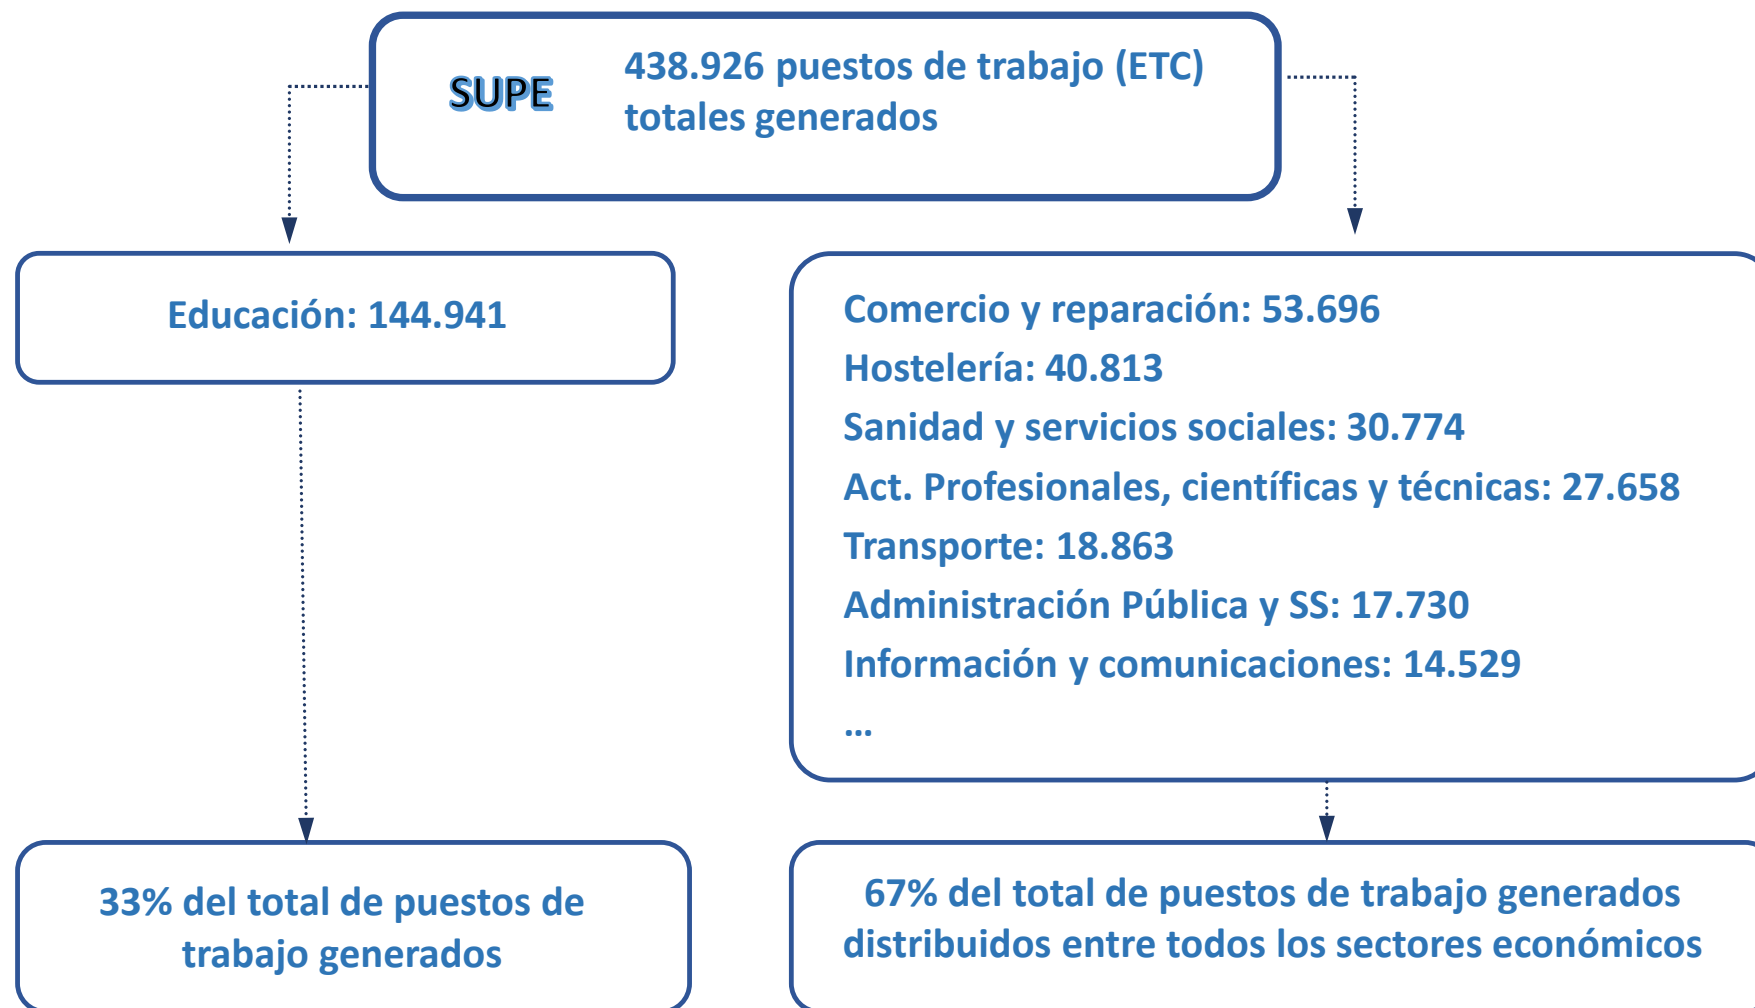 SUPE
438.926 puestos de trabajo (ETC)
totales generados
Educación: 144.941
Comercio y reparación: 53.696
Hostelería: 40.813
Sanidad y servicios sociales: 30.774
Act. Profesionales, científicas y técnicas: 27.658
Transporte: 18.863
Administración Pública y SS: 17.730
Información y comunicaciones: 14.529
...
33% del total de puestos de
trabajo generados
67% del total de puestos de trabajo generados
distribuidos entre todos los sectores económicos